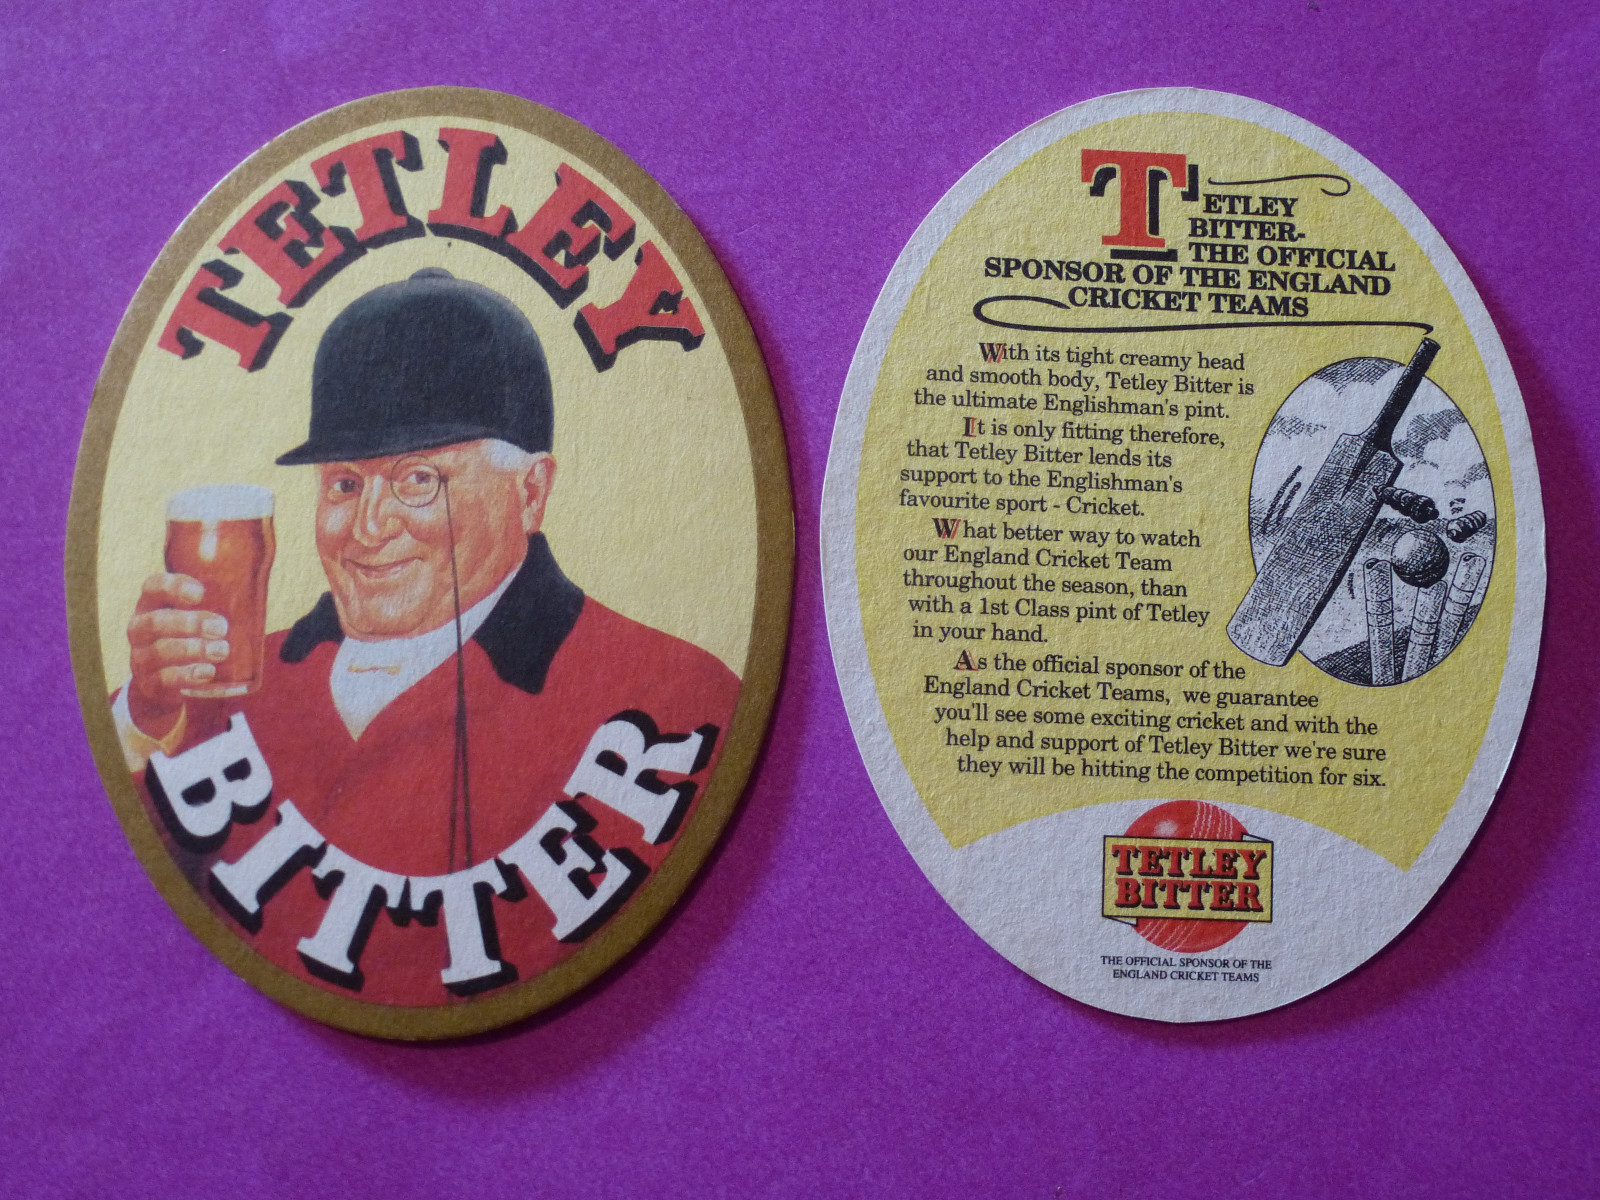 TETLEY
BITTER
TETLEY
BITTER-
THE OFFICIAL
SPONSOR OF THE ENGLAND
CRICKET TEAMS
With its tight creamy head
and smooth body, Tetley Bitter is
the ultimate Englishman's pint.
It is only fitting therefore,
that Tetley Bitter lends its
support to the Englishman's
favourite sport - Cricket.
What better way to watch
our England Cricket Team
throughout the season, than
with a 1st Class pint of Tetley
in your hand.
As the official sponsor of the
England Cricket Teams, we guarantee
you'll see some exciting cricket and with the
help and support of Tetley Bitter we're sure
they will be hitting the competition for six.
TETLEY
BITTER
THE OFFICIAL SPONSOR OF THE
ENGLAND CRICKET TEAMS